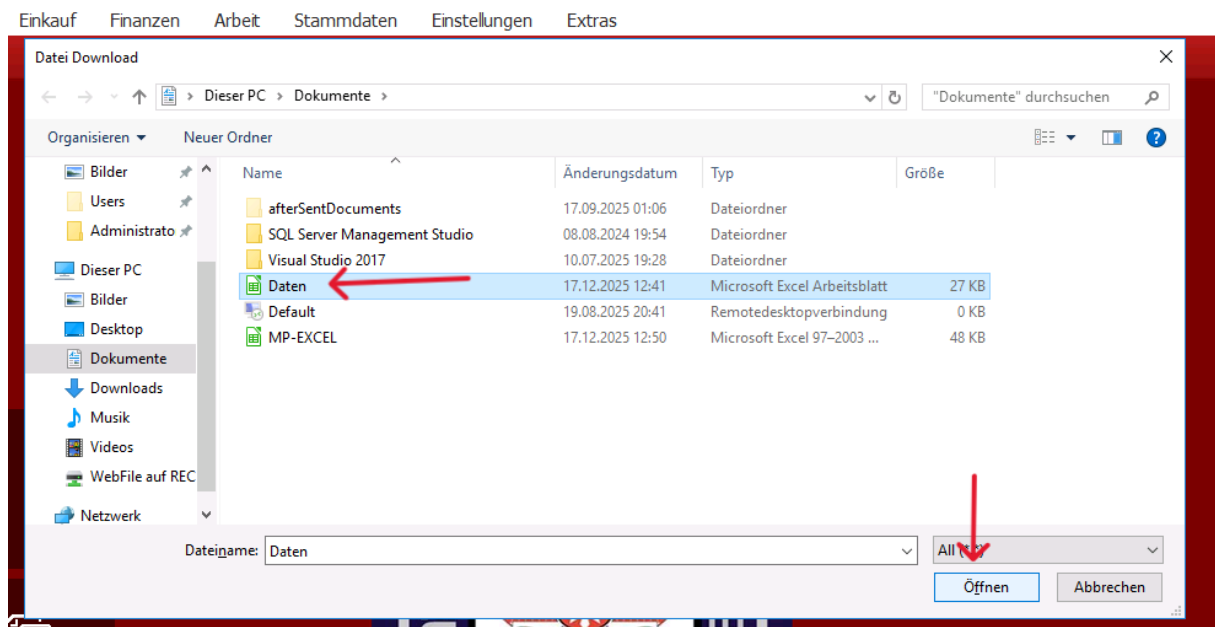 Einkauf Finanzen Arbeit Stammdaten Einstellungen Extras
Datei Download
Dieser PC Dokumente
"Dokumente" durchsuchen
Organisieren Neuer Ordner
Name Änderungsdatum Typ Größe
Bilder
Users
Administrato
Dieser PC
Bilder
Desktop
Dokumente
Downloads
Musik
Videos
WebFile auf REC
Netzwerk
afterSentDocuments 17.09.2025 01:06 Dateiordner
SQL Server Management Studio 08.08.2024 19:54 Dateiordner
Visual Studio 2017 10.07.2025 19:28 Dateiordner
Daten 17.12.2025 12:41 Microsoft Excel Arbeitsblatt 27 KB
Default 19.08.2025 20:41 Remotedesktopverbindung 0 KB
MP-EXCEL 17.12.2025 12:50 Microsoft Excel 97–2003 ... 48 KB
Dateiname: Daten
All (*.*)
Öffnen Abbrechen